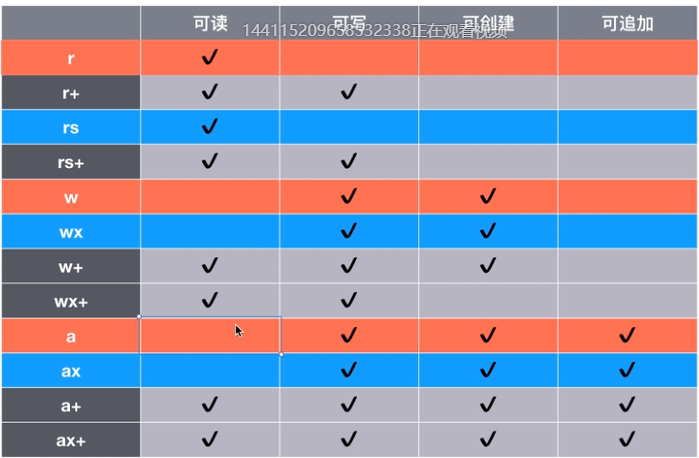 可读 可写 可创建 可追加
144115209658532338正在观看视频
r ✓
r+ ✓ ✓
rs ✓
rs+ ✓ ✓
w ✓ ✓
wx ✓ ✓
w+ ✓ ✓ ✓
wx+ ✓ ✓
a ✓ ✓ ✓
ax ✓ ✓ ✓
a+ ✓ ✓ ✓ ✓
ax+ ✓ ✓ ✓ ✓